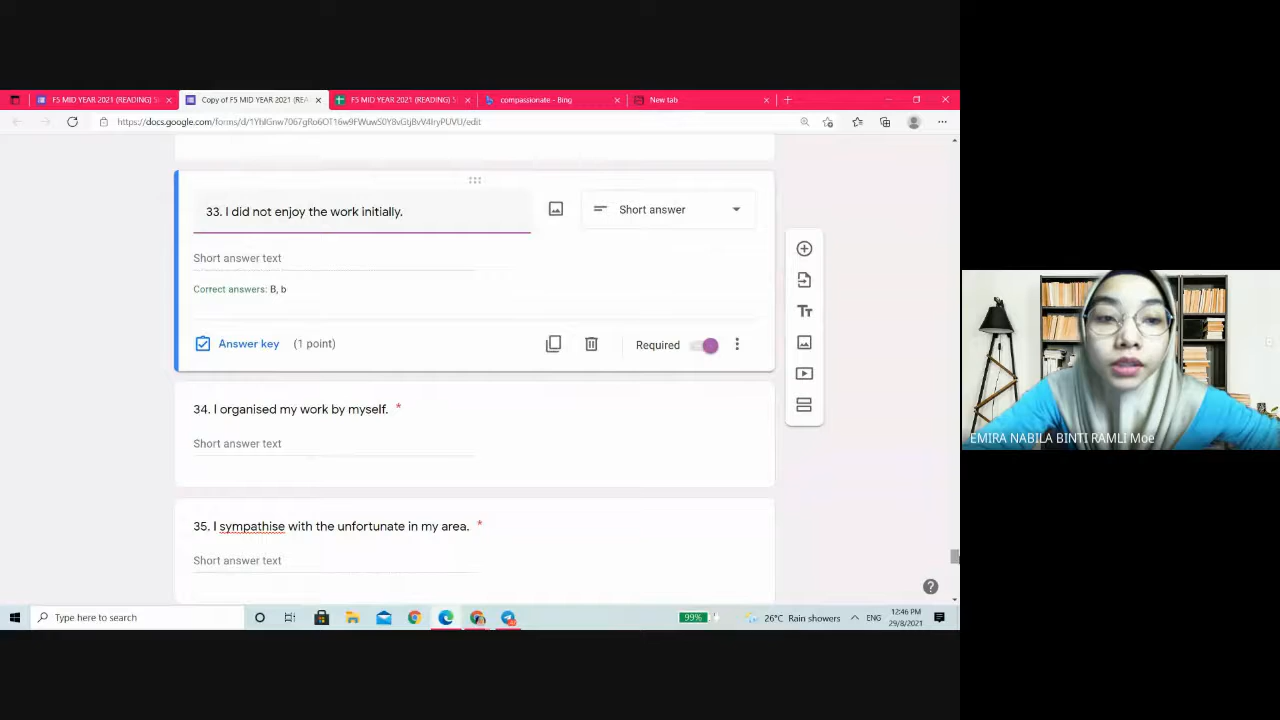 F5 MID YEAR 2021 (READING) S
Copy of F5 MID YEAR 2021 (REA
F5 MID YEAR 2021 (READING) S
compassionate - Bing
New tab
33. I did not enjoy the work initially.
Short answer
Short answer text
Correct answers: B, b
Answer key (1 point)
Required
34. I organised my work by myself. *
Short answer text
35. I sympathise with the unfortunate in my area. *
Short answer text
EMIRA NABILA BINTI RAMLI Moe
Type here to search
99%
26°C Rain showers
ENG
12:46 PM
29/8/2021